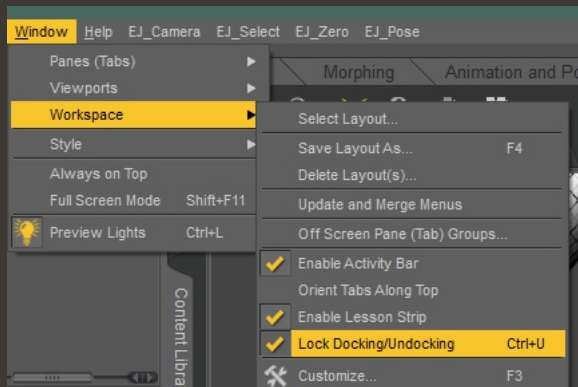 Window Help EJ_Camera EJ_Select EJ_Zero EJ_Pose
Panes (Tabs)
Viewports
Workspace
Style
Always on Top
Full Screen Mode Shift+F11
Preview Lights Ctrl+L
Morphing Animation and Po
Select Layout...
Save Layout As... F4
Delete Layout(s)...
Update and Merge Menus
Off Screen Pane (Tab) Groups...
Enable Activity Bar
Orient Tabs Along Top
Enable Lesson Strip
Lock Docking/Undocking Ctrl+U
Customize... F3
Content Libra